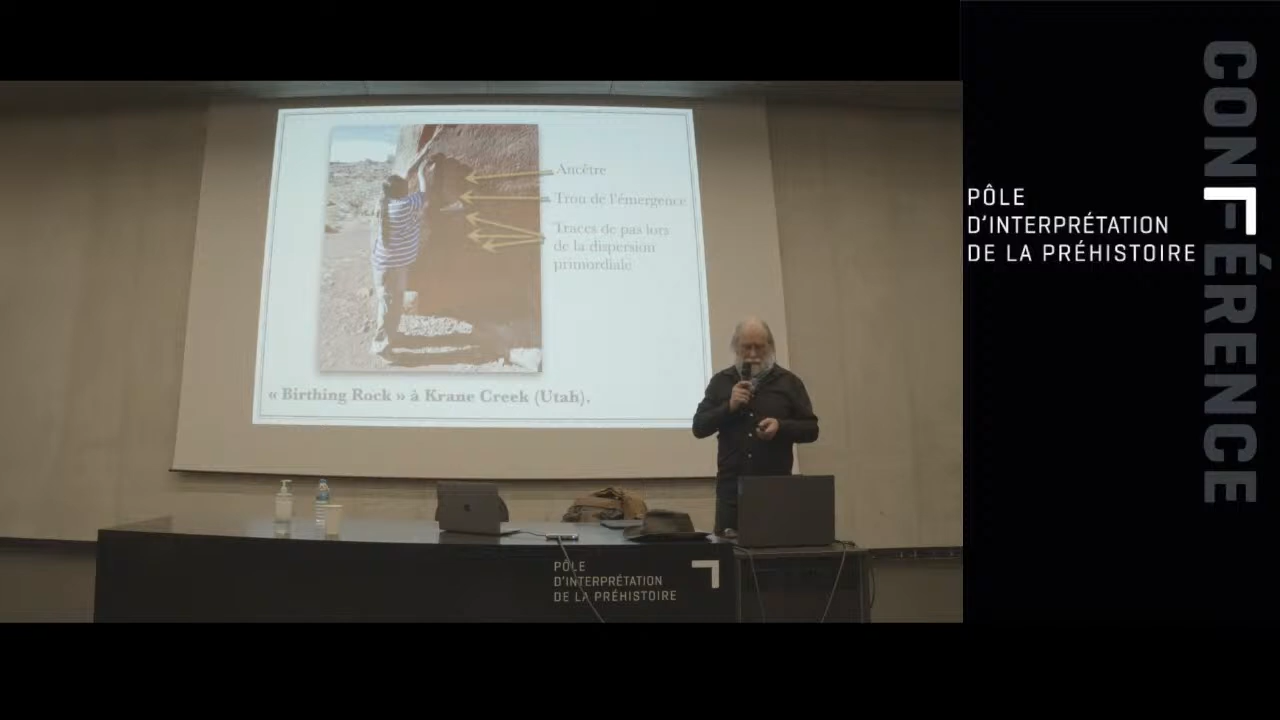 Ancêtre
Trou de l'émergence
Traces de pas lors
de la dispersion
primordiale
« Birthing Rock » à Krane Creek (Utah).
PÔLE
D'INTERPRÉTATION
DE LA PRÉHISTOIRE
PÔLE
D'INTERPRÉTATION
DE LA PRÉHISTOIRE
CONFÉRENCE